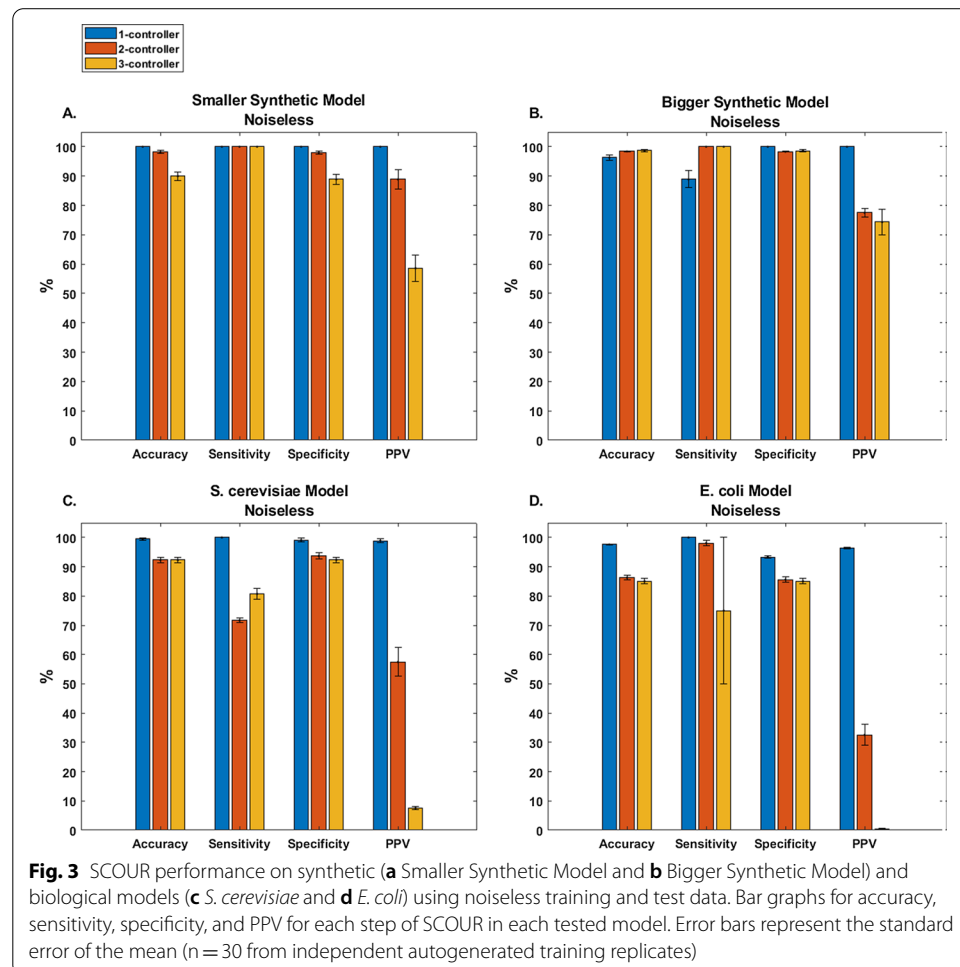 1-controller
2-controller
3-controller
A.
Smaller Synthetic Model
Noiseless
100
90
80
70
60
50
40
30
20
10
0
%
Accuracy Sensitivity Specificity PPV
B.
Bigger Synthetic Model
Noiseless
100
90
80
70
60
50
40
30
20
10
0
%
Accuracy Sensitivity Specificity PPV
C.
S. cerevisiae Model
Noiseless
100
90
80
70
60
50
40
30
20
10
0
%
Accuracy Sensitivity Specificity PPV
D.
E. coli Model
Noiseless
100
90
80
70
60
50
40
30
20
10
0
%
Accuracy Sensitivity Specificity PPV
Fig. 3 SCOUR performance on synthetic (a Smaller Synthetic Model and b Bigger Synthetic Model) and
biological models (c S. cerevisiae and d E. coli) using noiseless training and test data. Bar graphs for accuracy,
sensitivity, specificity, and PPV for each step of SCOUR in each tested model. Error bars represent the standard
error of the mean (n = 30 from independent autogenerated training replicates)